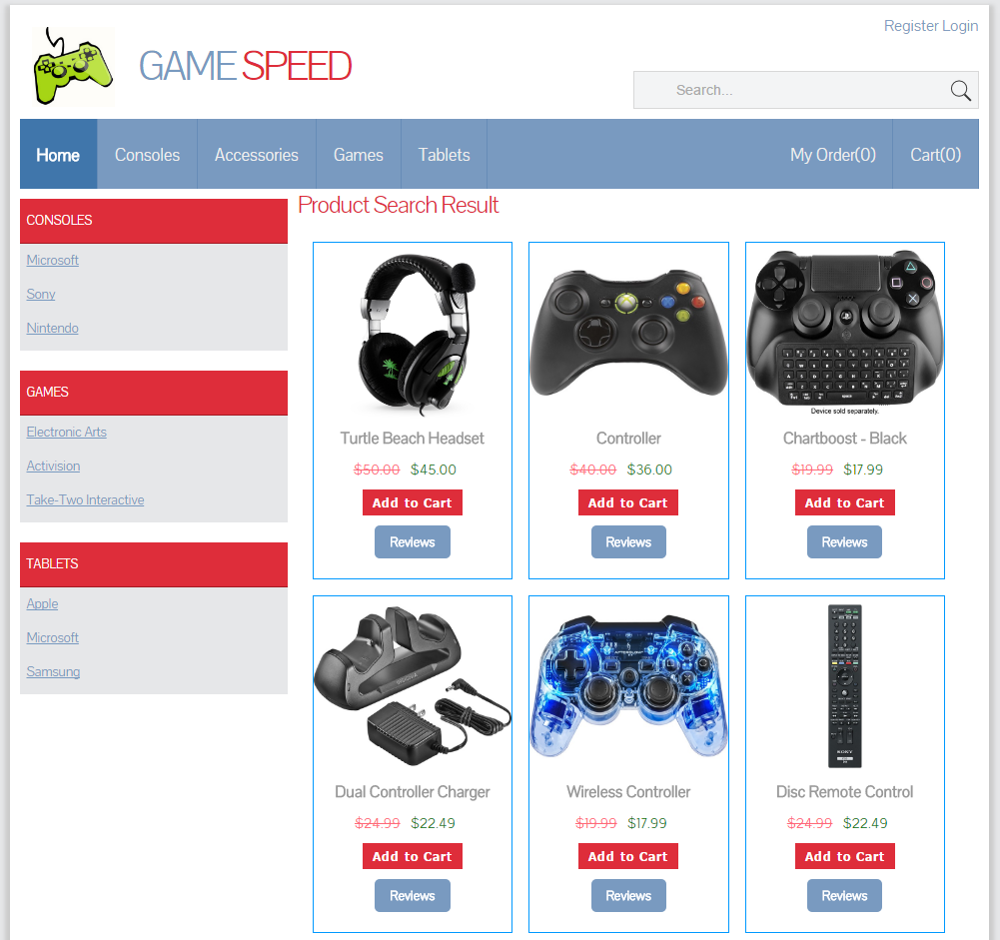 Register Login
GAME SPEED
Search...
Home Consoles Accessories Games Tablets My Order(0) Cart(0)
CONSOLES
Microsoft
Sony
Nintendo
GAMES
Electronic Arts
Activision
Take-Two Interactive
TABLETS
Apple
Microsoft
Samsung
Product Search Result
Device sold separately.
Turtle Beach Headset Controller Chartboost - Black
$50.00 $45.00 $40.00 $36.00 $19.99 $17.99
Add to Cart Add to Cart Add to Cart
Reviews Reviews Reviews
SONY
Dual Controller Charger Wireless Controller Disc Remote Control
$24.99 $22.49 $19.99 $17.99 $24.99 $22.49
Add to Cart Add to Cart Add to Cart
Reviews Reviews Reviews